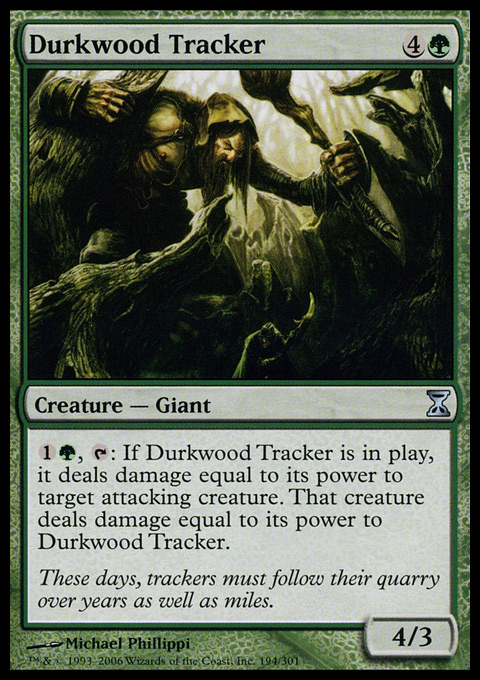 Durkwood Tracker 4
Creature — Giant
1, : If Durkwood Tracker is in play,
it deals damage equal to its power to
target attacking creature. That creature
deals damage equal to its power to
Durkwood Tracker.
These days, trackers must follow their quarry
over years as well as miles.
4/3
Michael Phillippi
™ & © 1993–2006 Wizards of the Coast, Inc. 194/301